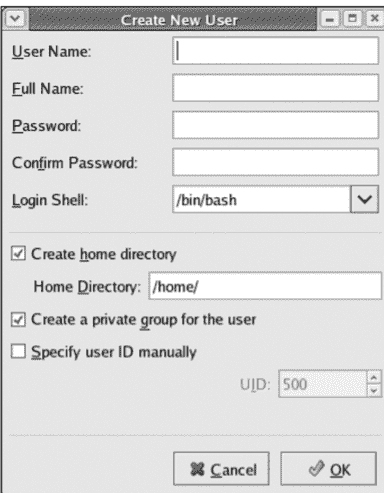 Create New User
User Name:
Full Name:
Password:
Confirm Password:
Login Shell: /bin/bash
Create home directory
Home Directory: /home/
Create a private group for the user
Specify user ID manually
UID: 500
Cancel OK